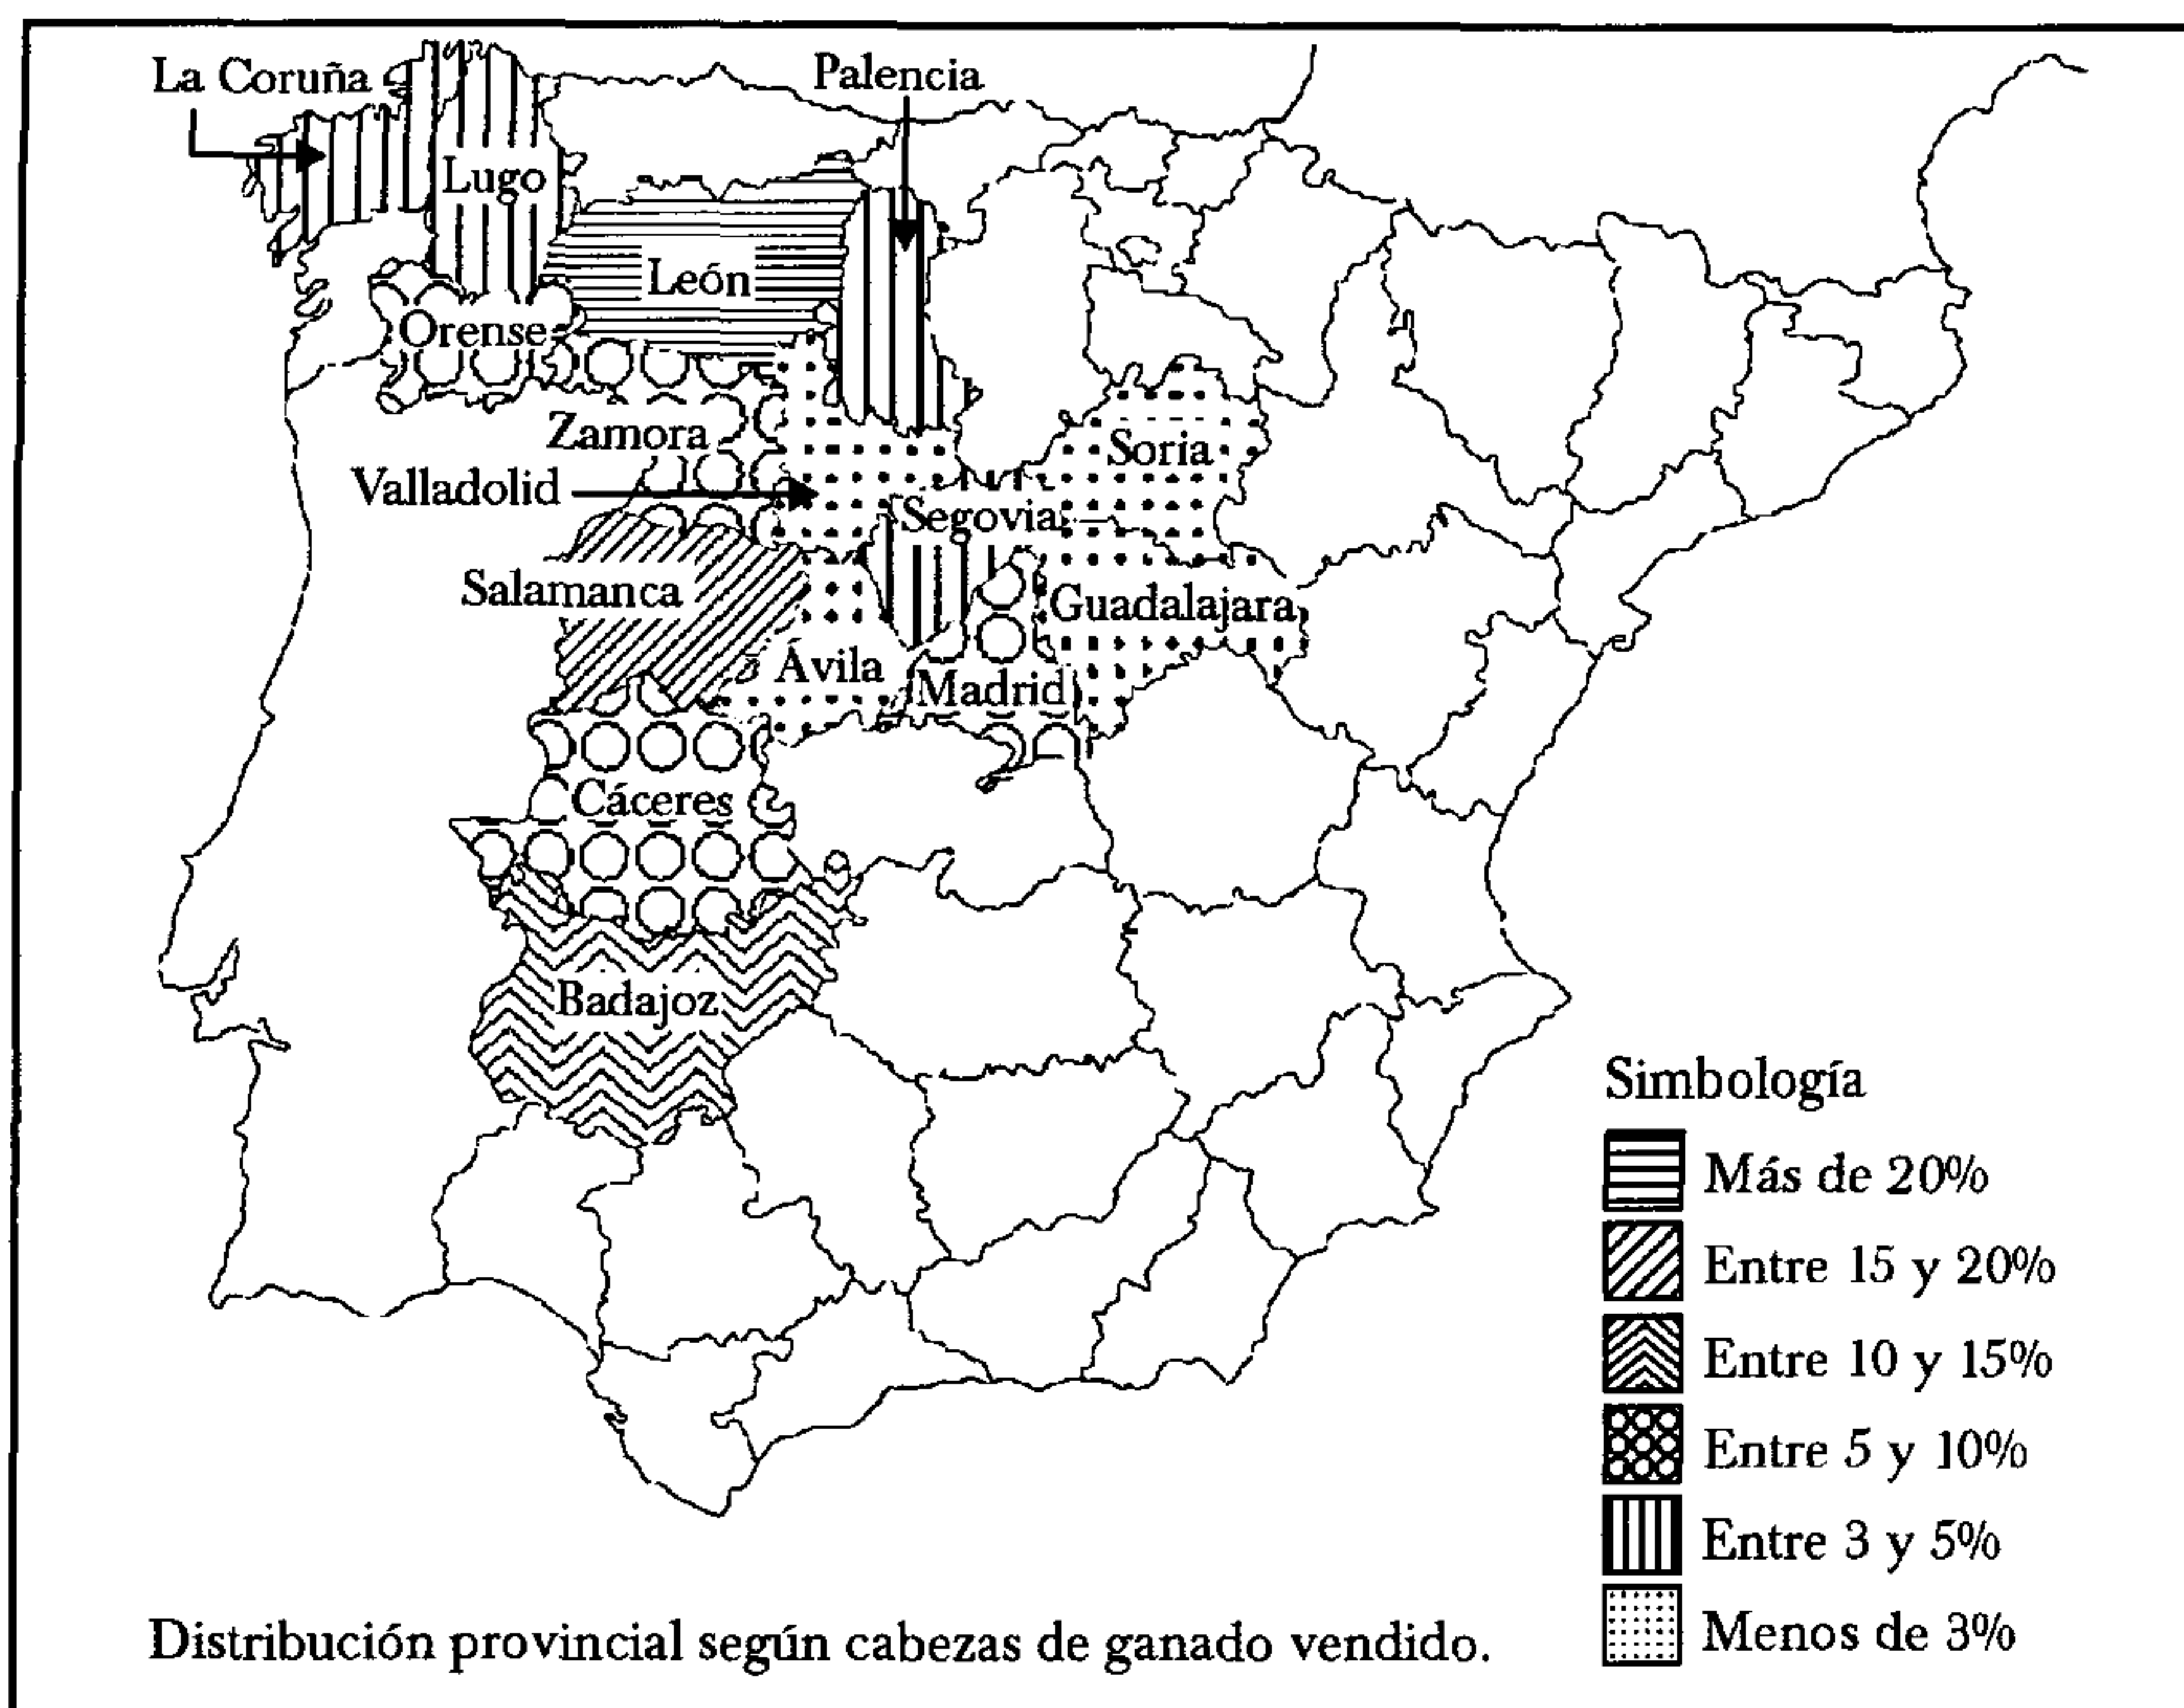 La Coruña
Palencia
Lugo
León
Orense
Zamora
Soria
Valladolid
Segovia
Salamanca
Guadalajara
Ávila
Madrid
Cáceres
Badajoz
Simbología
Más de 20%
Entre 15 y 20%
Entre 10 y 15%
Entre 5 y 10%
Entre 3 y 5%
Menos de 3%
Distribución provincial según cabezas de ganado vendido.